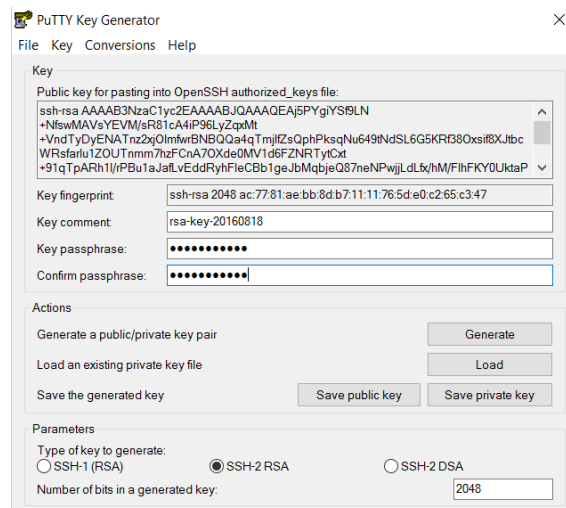 PuTTY Key Generator
File Key Conversions Help
Key
Public key for pasting into OpenSSH authorized_keys file:
ssh-rsa AAAAB3NzaC1yc2EAAAABJQAAAQEAj5PYgiYSf9LN
+NfswMAVsYEVM/sR81cA4iP96LyZqxMt
+VndTyDyENATnz2xjOlmfwrBNBQQa4qTmjlfZsQphPksqNu649tNdSL6G5KRf38Oxsif8XJtbc
WRsfarlu1ZOUTnmm7hzFCnA7OXde0MV1d6FZNRTytCxt
+91qTpARh1l/rPBu1aJafLvEddRyhFIeCBb1geJbMqbjeQ87neNPwjjLdLfx/hM/FlhFKY0UktaP
Key fingerprint: ssh-rsa 2048 ac:77:81:ae:bb:8d:b7:11:11:76:5d:e0:c2:65:c3:47
Key comment: rsa-key-20160818
Key passphrase: ●●●●●●●●●●●
Confirm passphrase: ●●●●●●●●●●●
Actions
Generate a public/private key pair Generate
Load an existing private key file Load
Save the generated key Save public key Save private key
Parameters
Type of key to generate:
SSH-1 (RSA) SSH-2 RSA SSH-2 DSA
Number of bits in a generated key: 2048